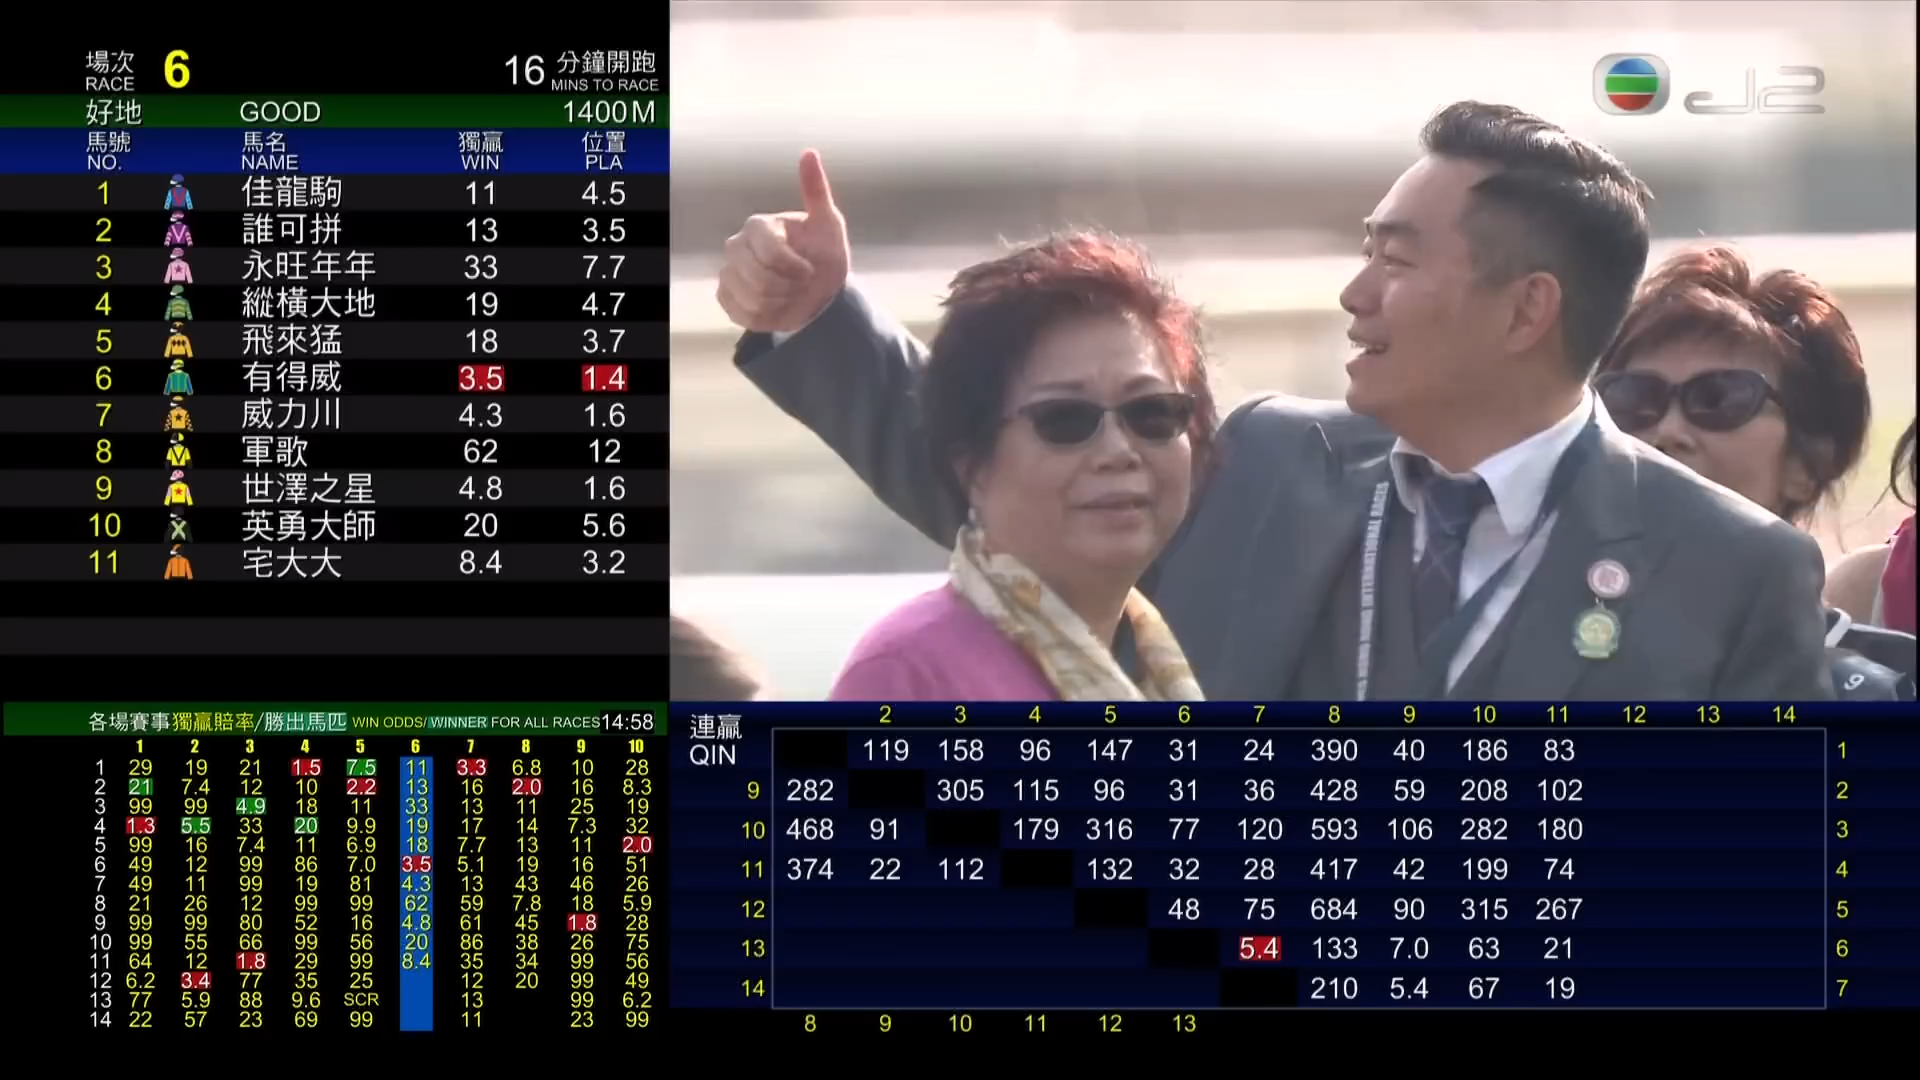 場次 6 16 分鐘開跑
RACE MINS TO RACE
好地 GOOD 1400M
馬號 馬名 獨贏 位置
NO. NAME WIN PLA
1 佳龍駒 11 4.5
2 誰可拼 13 3.5
3 永旺年年 33 7.7
4 縱橫大地 19 4.7
5 飛來猛 18 3.7
6 有得威 3.5 1.4
7 威力川 4.3 1.6
8 軍歌 62 12
9 世澤之星 4.8 1.6
10 英勇大師 20 5.6
11 宅大大 8.4 3.2
J2
HONG KONG INTERNATIONAL RACES
9
各場賽事獨贏賠率/勝出馬匹 WIN ODDS/WINNER FOR ALL RACES 14:58
1 2 3 4 5 6 7 8 9 10
1 29 19 21 1.5 7.5 11 3.3 6.8 10 28
2 21 7.4 12 10 2.2 13 16 2.0 16 8.3
3 99 99 4.9 18 11 33 13 11 25 19
4 1.3 5.5 33 20 9.9 19 17 14 7.3 32
5 99 16 7.4 11 6.9 18 7.7 13 11 2.0
6 49 12 99 86 7.0 3.5 5.1 19 16 51
7 49 11 99 19 81 4.3 13 43 46 26
8 21 26 12 99 99 62 59 7.8 18 5.9
9 99 99 80 52 16 4.8 61 45 1.8 28
10 99 55 66 99 56 20 86 38 26 75
11 64 12 1.8 29 99 8.4 35 34 99 56
12 6.2 3.4 77 35 25 12 20 99 49
13 77 5.9 88 9.6 SCR 13 99 6.2
14 22 57 23 69 99 11 23 99
連贏 2 3 4 5 6 7 8 9 10 11 12 13 14
QIN 119 158 96 147 31 24 390 40 186 83 1
9 282 305 115 96 31 36 428 59 208 102 2
10 468 91 179 316 77 120 593 106 282 180 3
11 374 22 112 132 32 28 417 42 199 74 4
12 48 75 684 90 315 267 5
13 5.4 133 7.0 63 21 6
14 210 5.4 67 19 7
8 9 10 11 12 13